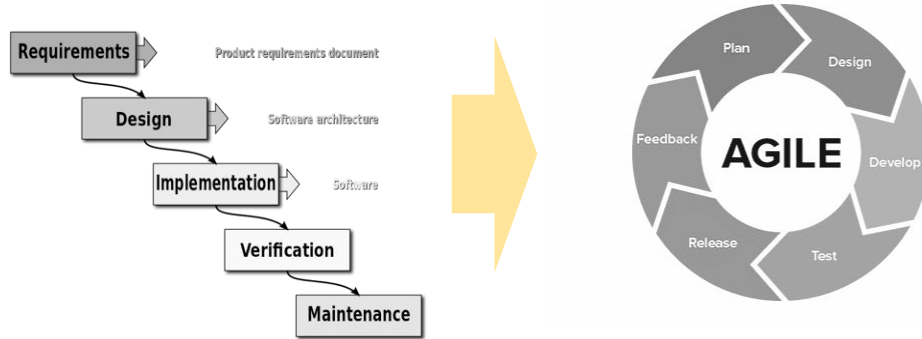 Requirements
Product requirements document
Design
Software architecture
Implementation
Software
Verification
Maintenance
Plan
Design
Feedback
AGILE
Develop
Release
Test